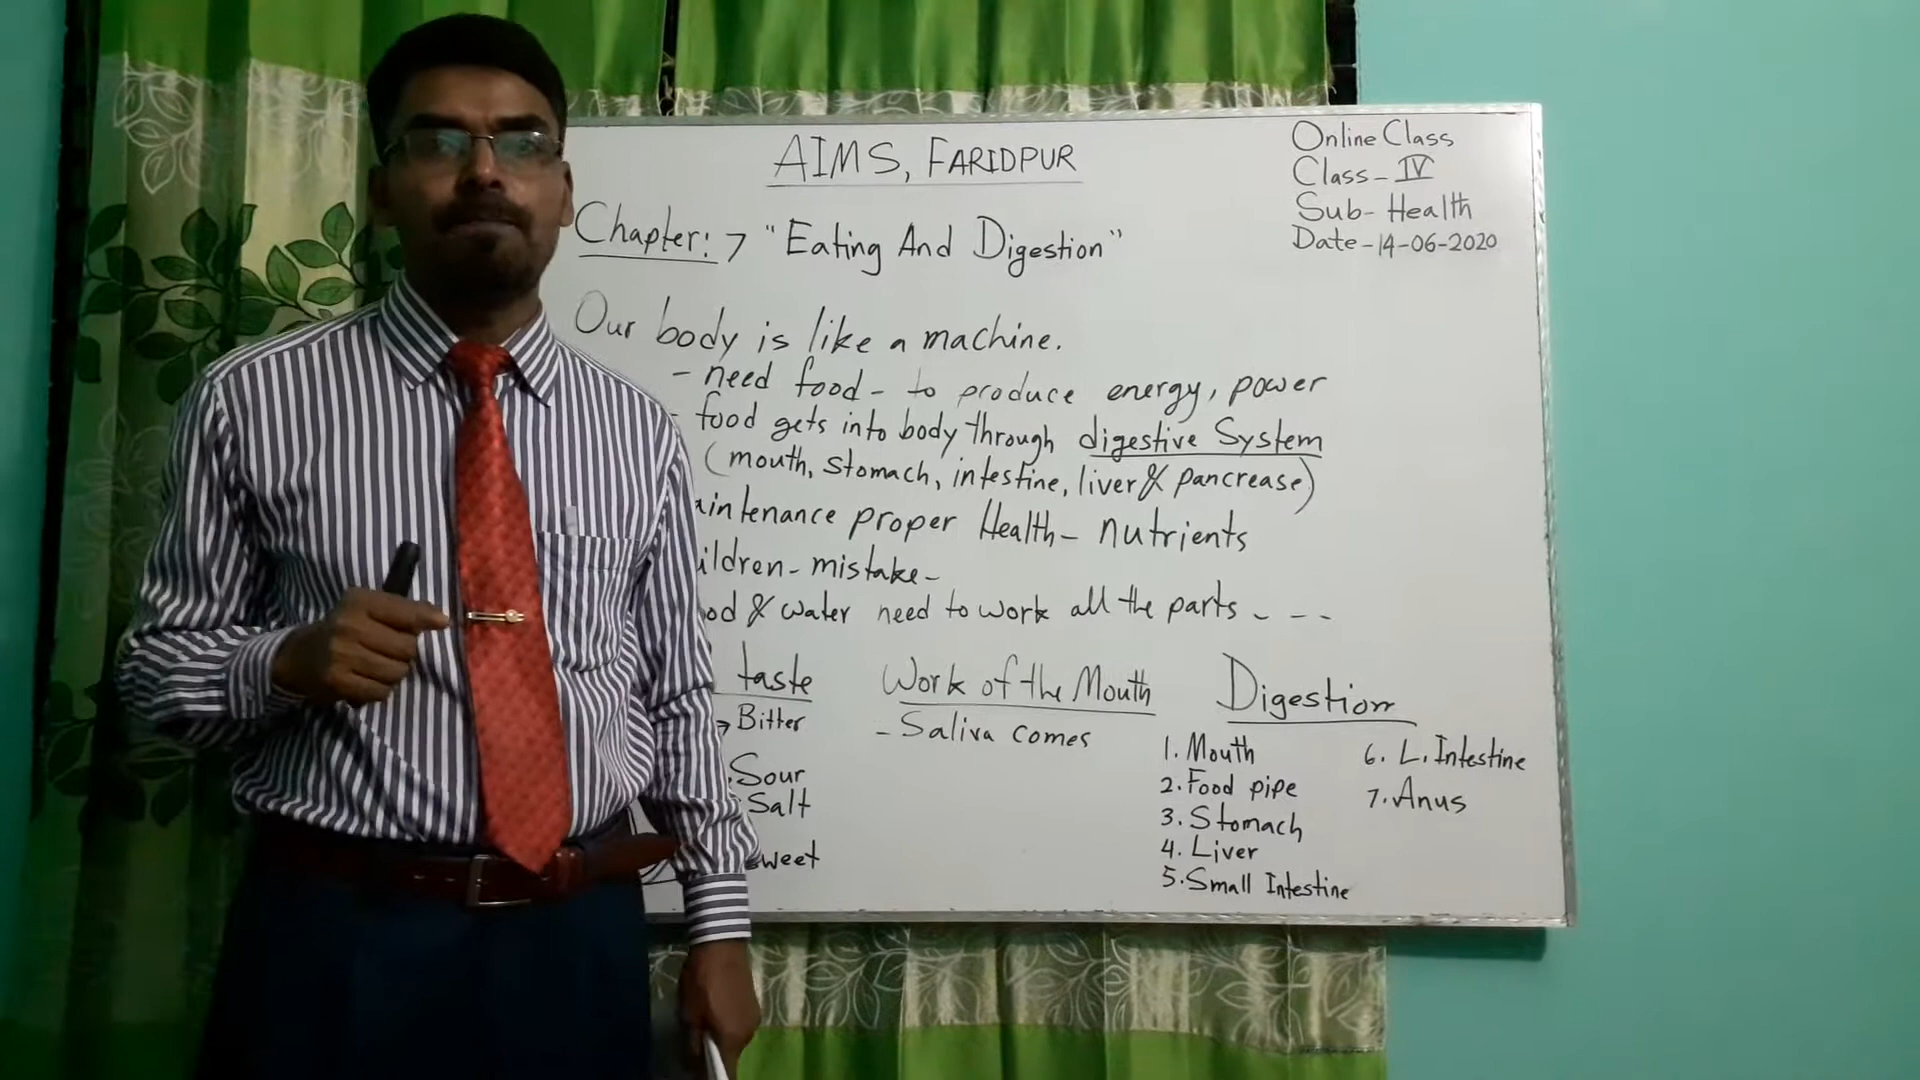 AIMS, FARIDPUR
Online Class
Class - IV
Sub- Health
Date - 14-06-2020
Chapter: 7 "Eating And Digestion"
Our body is like a machine.
- need food - to produce energy, power
- food gets into body through digestive System
(mouth, stomach, intestine, liver & pancrease)
proper Health - nutrients
- mistake -
& water need to work all the parts - - -
taste
→ Bitter
Sour
Salt
Work of the Mouth
- Saliva comes
Digestion
1. Mouth
2. Food pipe
3. Stomach
4. Liver
5. Small Intestine
6. L. Intestine
7. Anus